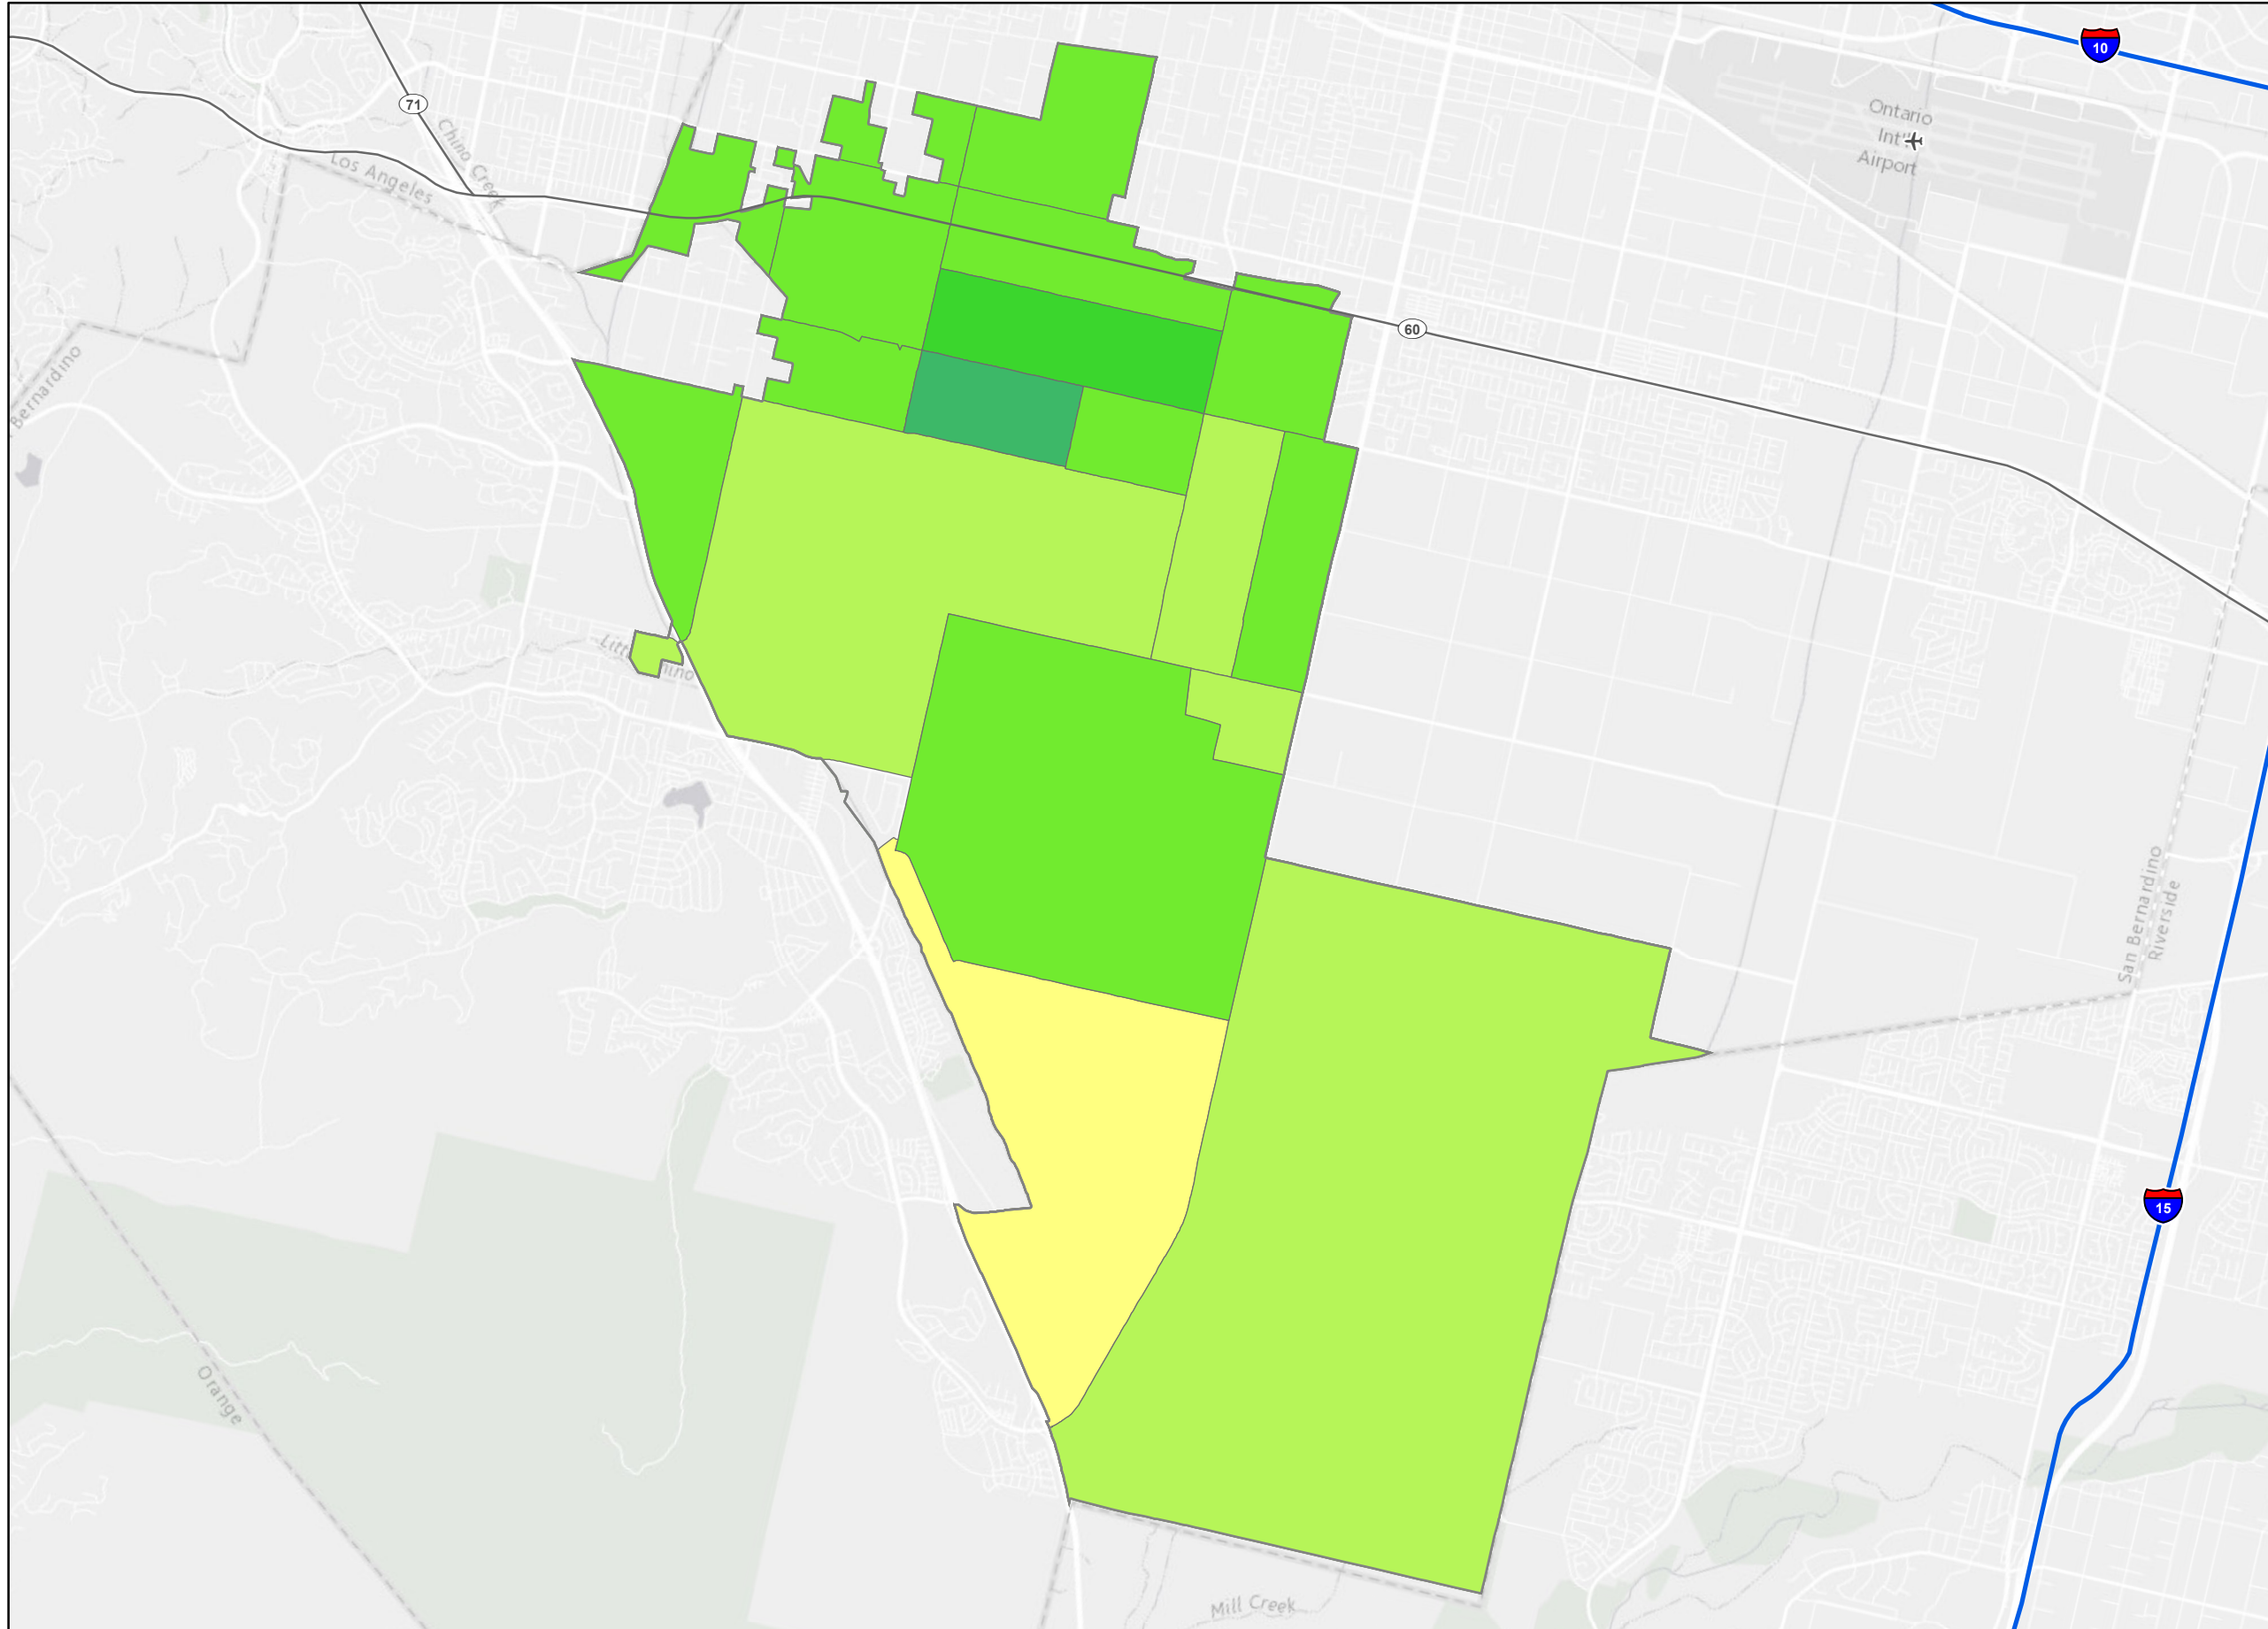 10
71
Chino Creek
Los Angeles
Ontario
Int'l
Airport
60
Bernardino
San Bernardino
Riverside
15
Orange
Mill Creek